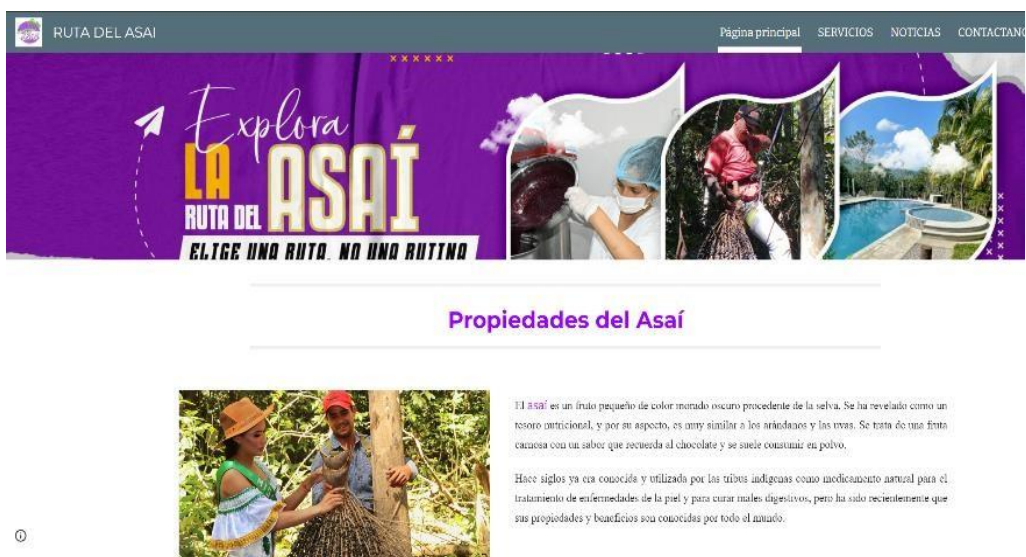 RUTA DEL ASAI
Página principal SERVICIOS NOTICIAS CONTACTANO
Explora
LA
RUTA DEL ASAÍ
ELIGE UNA RUTA, NO UNA RUTINA
Propiedades del Asaí
El asaí es un fruto pequeño de color morado oscuro procedente de la selva. Se ha revelado como un
tesoro nutricional, y por su aspecto, es muy similar a los arándanos y las uvas. Se trata de una fruta
carnosa con un sabor que recuerda al chocolate y se suele consumir en polvo.
Hace siglos ya era conocida y utilizada por las tribus indígenas como medicamento natural para el
tratamiento de enfermedades de la piel y para curar males digestivos, pero ha sido recientemente que
sus propiedades y beneficios son conocidas por todo el mundo.